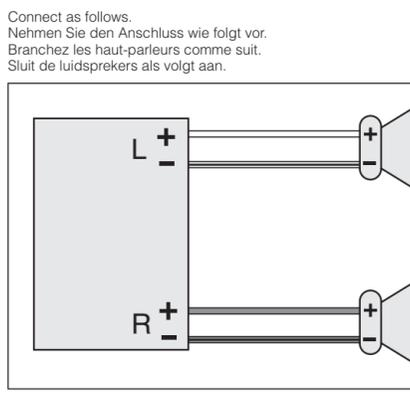 Connect as follows.
Nehmen Sie den Anschluss wie folgt vor.
Branchez les haut-parleurs comme suit.
Sluit de luidsprekers als volgt aan.
+ +
L
− −
+ +
R
− −